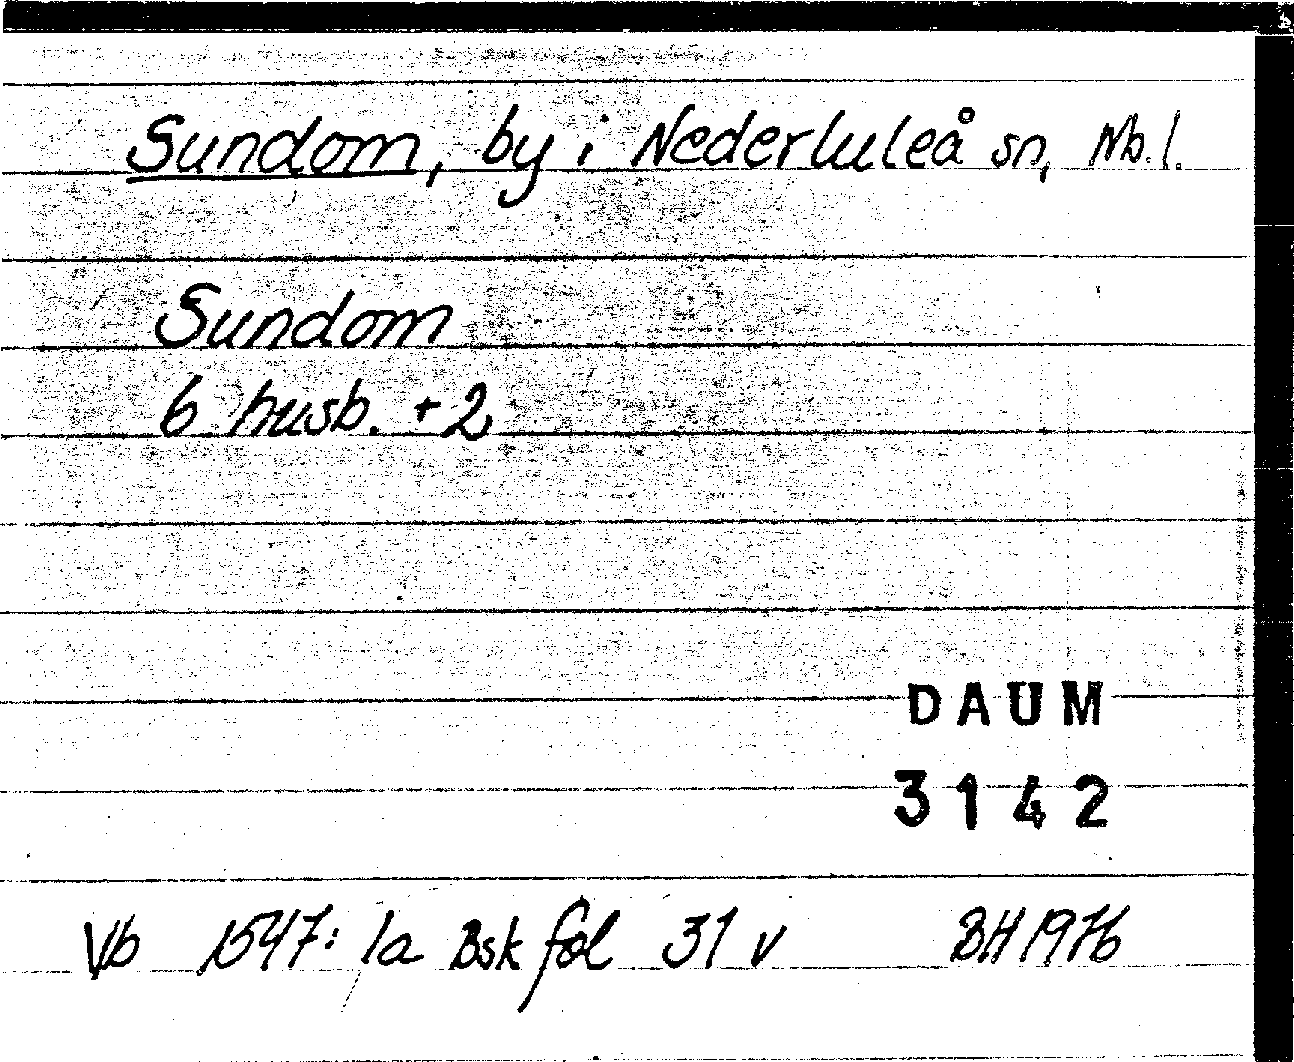 Sundom, by i Nederluleå sn, Nb.l.
Sundom
6 husb. + 2
DAUM
3142
Vb 1547: 1a Bsk fol 31 v BH 1976